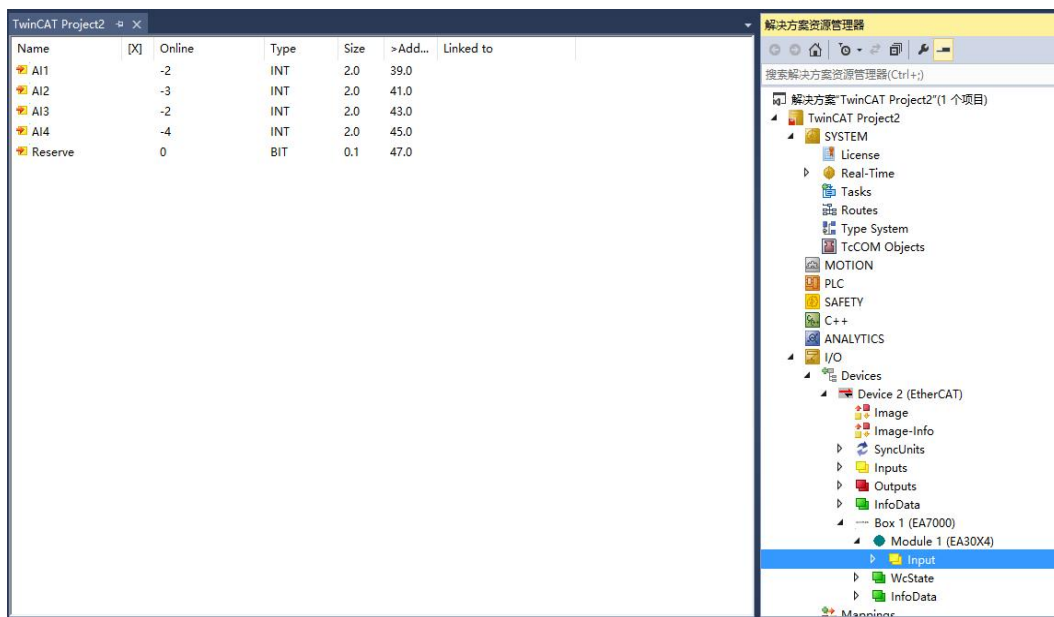 TwinCAT Project2
Name [X] Online Type Size >Add... Linked to
AI1 -2 INT 2.0 39.0
AI2 -3 INT 2.0 41.0
AI3 -2 INT 2.0 43.0
AI4 -4 INT 2.0 45.0
Reserve 0 BIT 0.1 47.0
解决方案资源管理器
搜索解决方案资源管理器(Ctrl+;)
解决方案"TwinCAT Project2"(1 个项目)
TwinCAT Project2
SYSTEM
License
Real-Time
Tasks
Routes
Type System
TcCOM Objects
MOTION
PLC
SAFETY
C++
ANALYTICS
I/O
Devices
Device 2 (EtherCAT)
Image
Image-Info
SyncUnits
Inputs
Outputs
InfoData
Box 1 (EA7000)
Module 1 (EA30X4)
Input
WcState
InfoData
Mappings